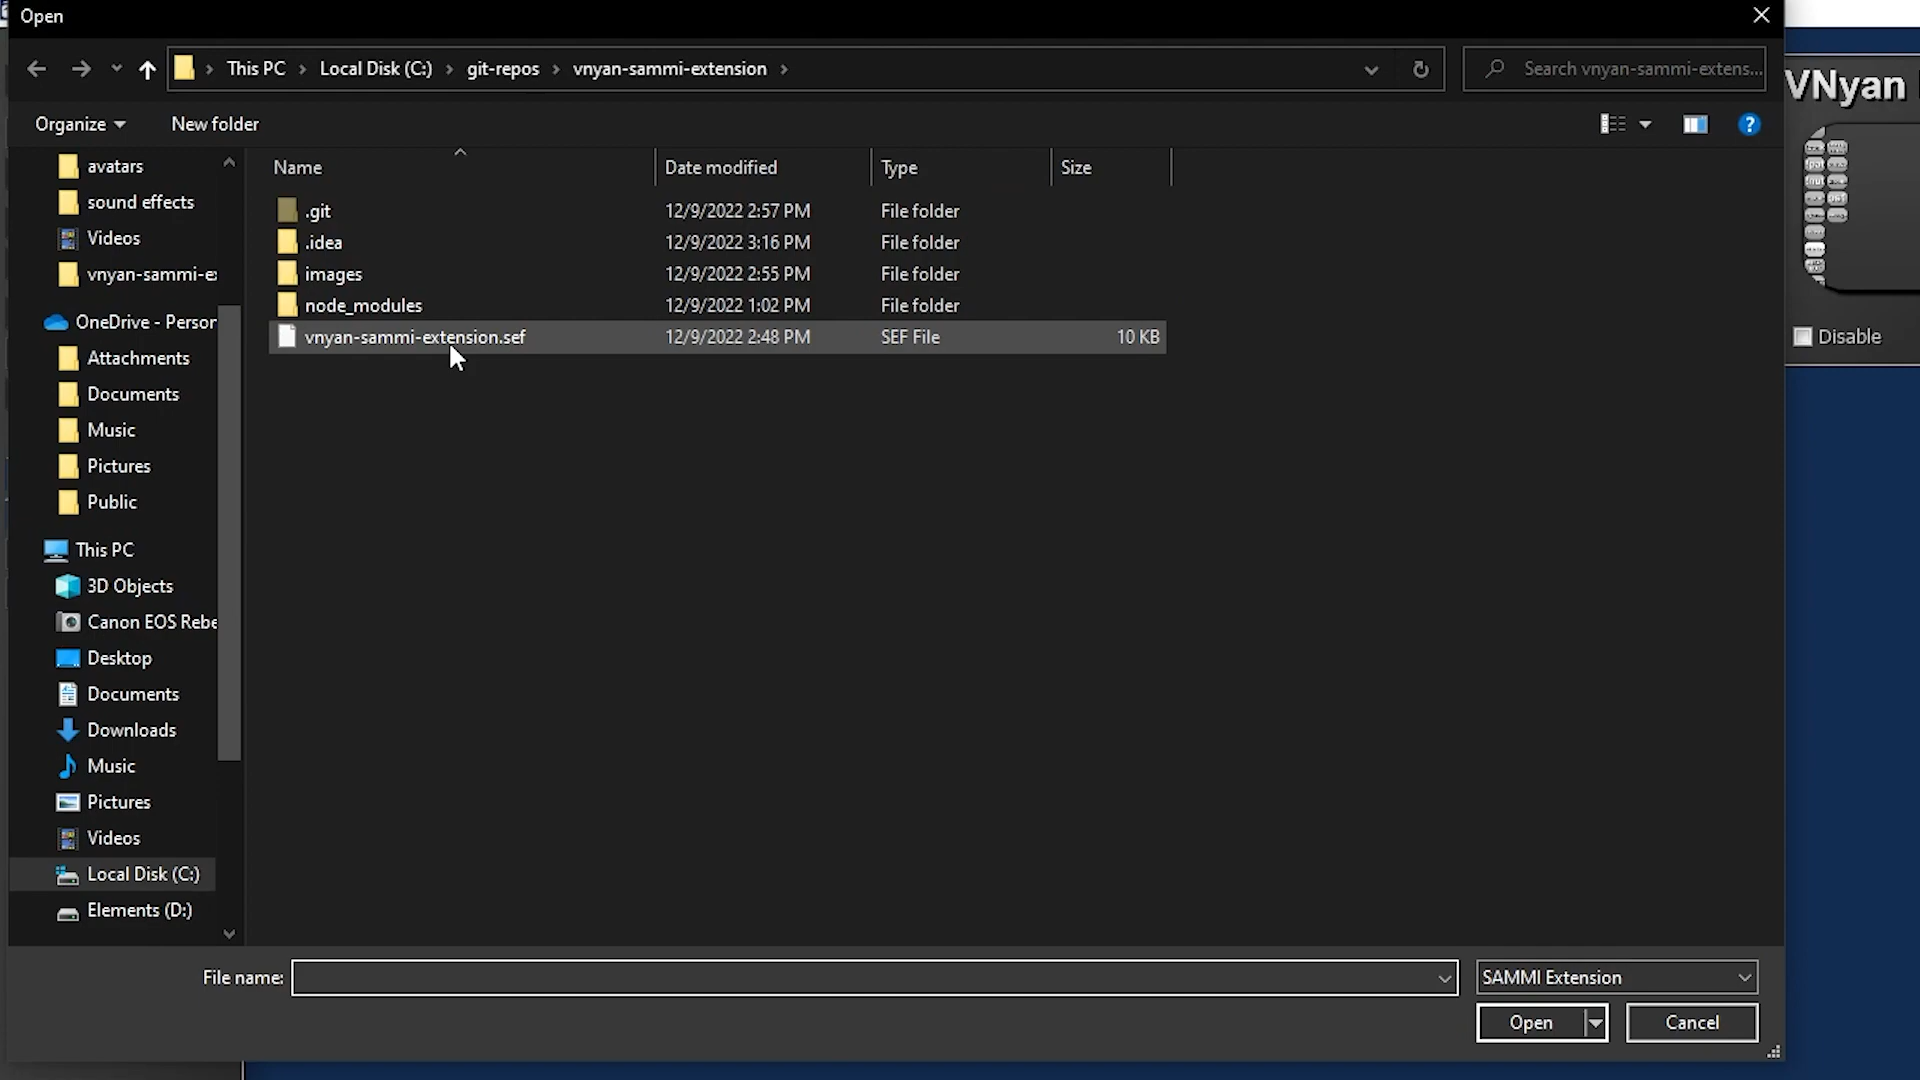 Open
This PC > Local Disk (C:) > git-repos > vnyan-sammi-extension >
Search vnyan-sammi-extens...
VNyan
Organize
New folder
?
avatars
sound effects
Videos
vnyan-sammi-ex
OneDrive - Person
Attachments
Documents
Music
Pictures
Public
This PC
3D Objects
Canon EOS Rebe
Desktop
Documents
Downloads
Music
Pictures
Videos
Local Disk (C:)
Elements (D:)
Name Date modified Type Size
.git 12/9/2022 2:57 PM File folder
.idea 12/9/2022 3:16 PM File folder
images 12/9/2022 2:55 PM File folder
node_modules 12/9/2022 1:02 PM File folder
vnyan-sammi-extension.sef 12/9/2022 2:48 PM SEF File 10 KB
Disable
File name:
SAMMI Extension
Open
Cancel